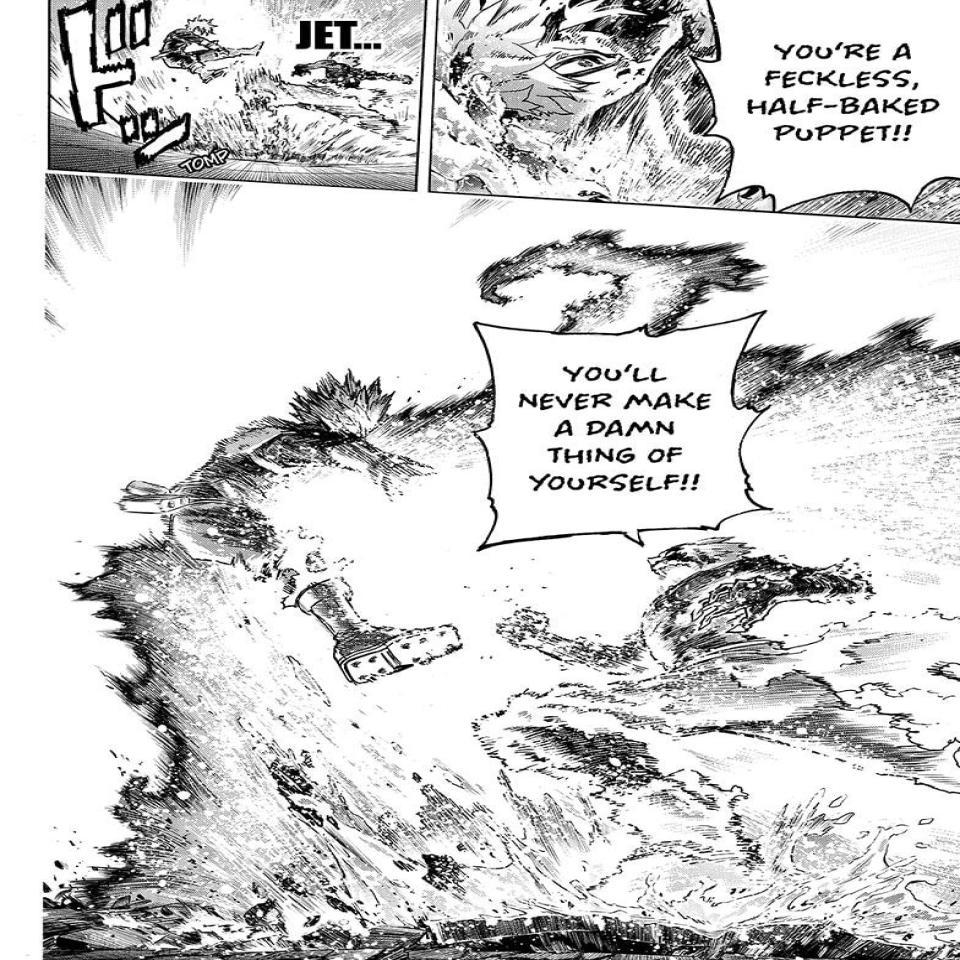 YOU'RE A
FECKLESS,
HALF-BAKED
PUPPET!!
JET...
TOMP
YOU'LL
NEVER MAKE
A DAMN
THING OF
YOURSELF!!